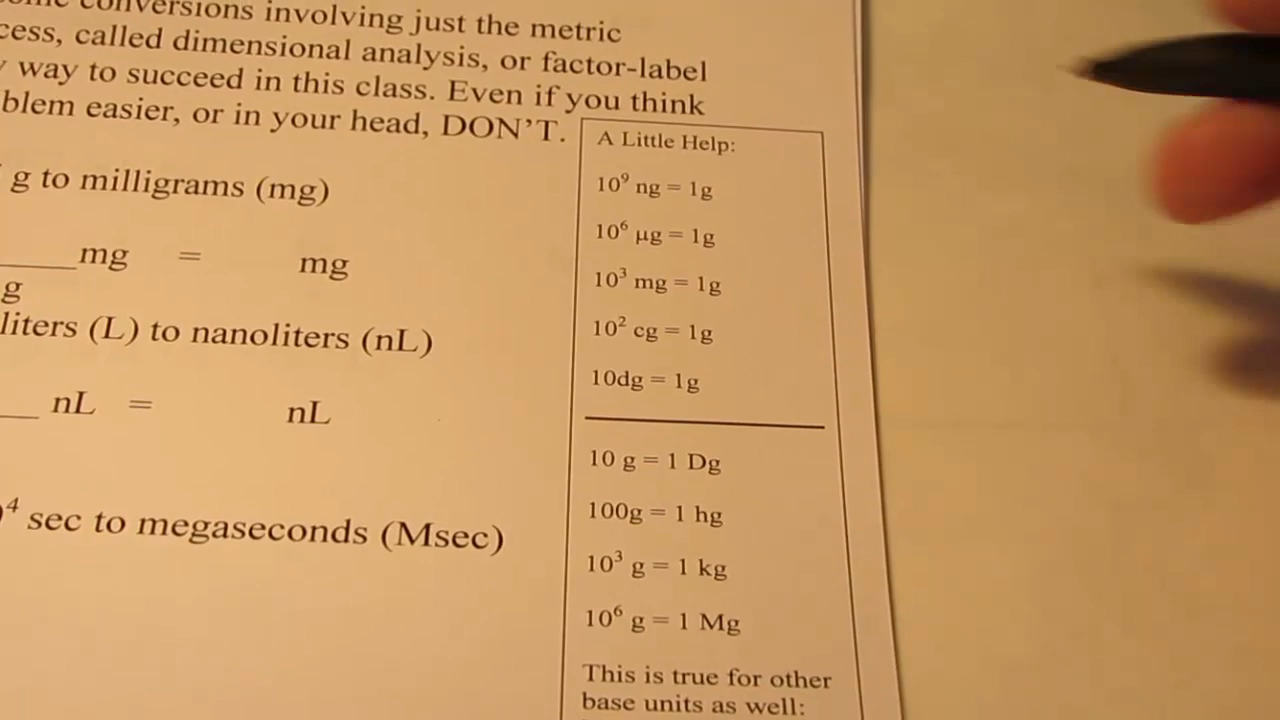 conversions involving just the metric
cess, called dimensional analysis, or factor-label
way to succeed in this class. Even if you think
blem easier, or in your head, DON'T.
g to milligrams (mg)
____mg = mg
g
liters (L) to nanoliters (nL)
__ nL = nL
⁴ sec to megaseconds (Msec)
A Little Help:
10⁹ ng = 1g
10⁶ µg = 1g
10³ mg = 1g
10² cg = 1g
10dg = 1g
10 g = 1 Dg
100g = 1 hg
10³ g = 1 kg
10⁶ g = 1 Mg
This is true for other
base units as well: